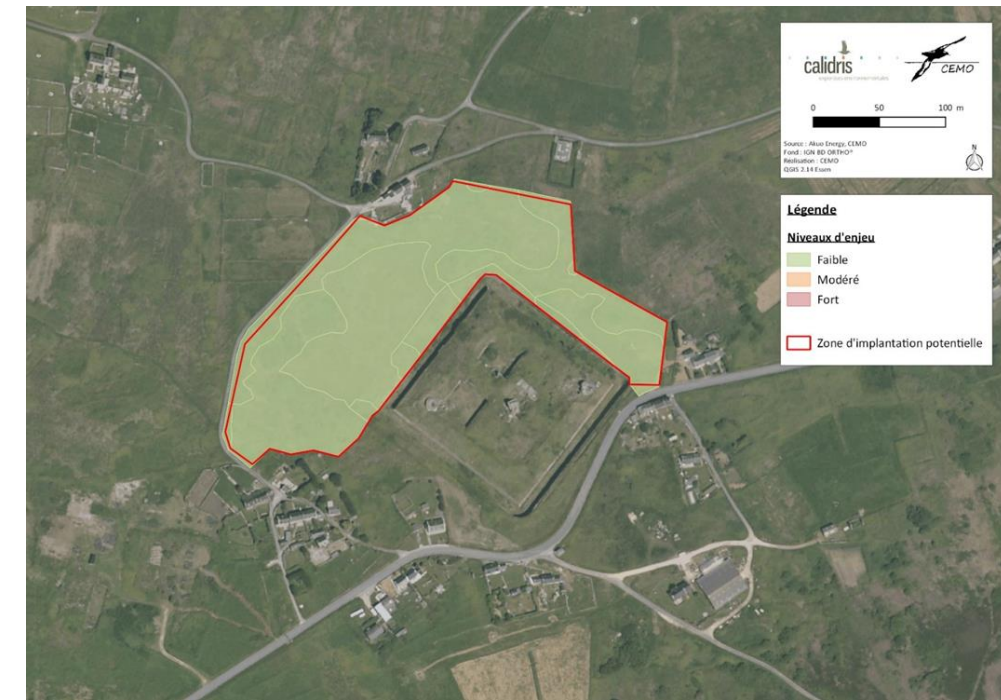 calidris
CEMO
0 50 100 m
Source : Akuo Energy, CEMO
Fond : IGN BD ORTHO®
Réalisation : CEMO
QGIS 2.14 Essen
N
Légende
Niveaux d'enjeu
Faible
Modéré
Fort
Zone d'implantation potentielle